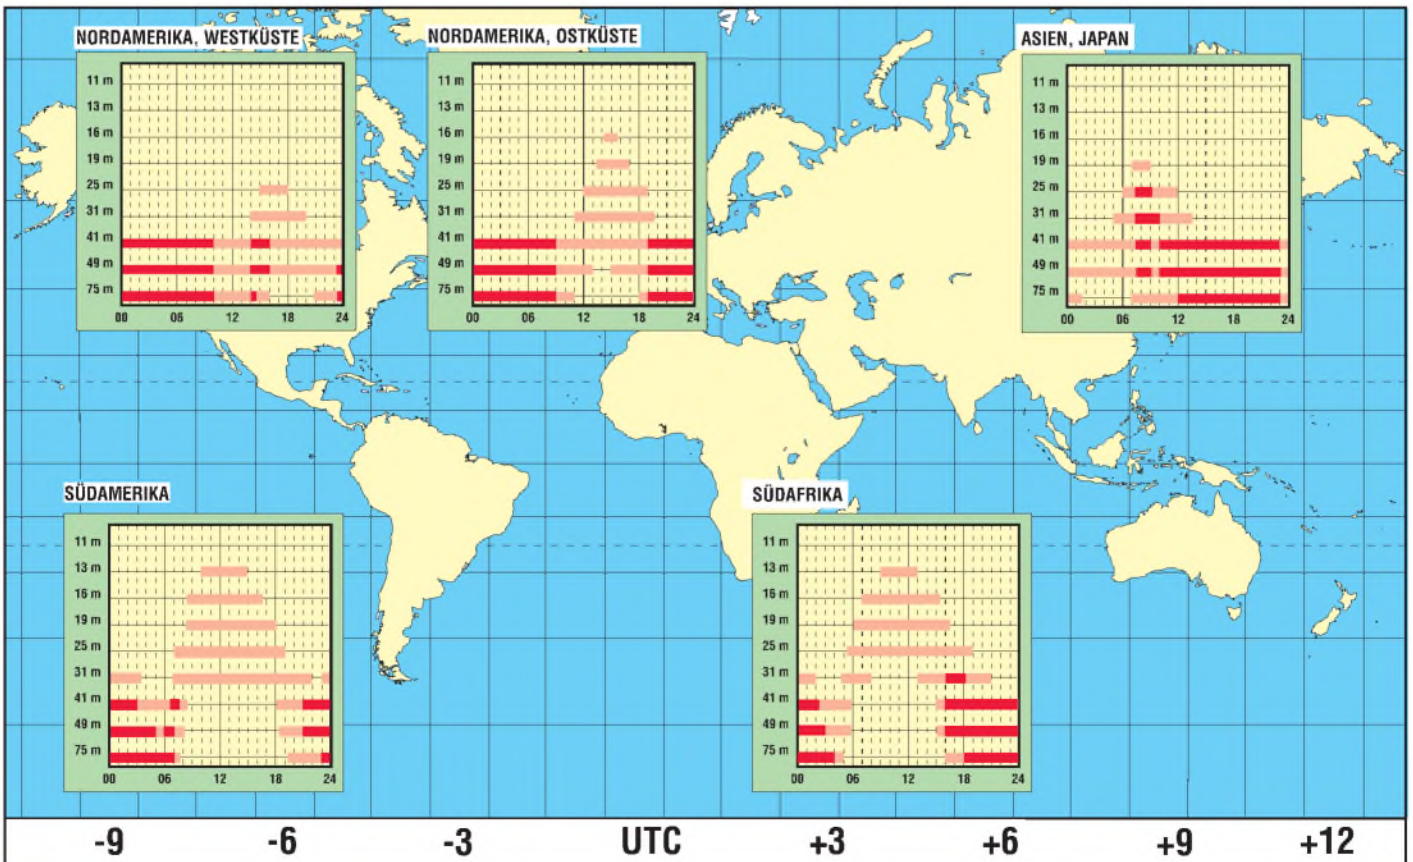 NORDAMERIKA, WESTKÜSTE
11 m
13 m
16 m
19 m
25 m
31 m
41 m
49 m
75 m
00 06 12 18 24
NORDAMERIKA, OSTKÜSTE
11 m
13 m
16 m
19 m
25 m
31 m
41 m
49 m
75 m
00 06 12 18 24
ASIEN, JAPAN
11 m
13 m
16 m
19 m
25 m
31 m
41 m
49 m
75 m
00 06 12 18 24
SÜDAMERIKA
11 m
13 m
16 m
19 m
25 m
31 m
41 m
49 m
75 m
00 06 12 18 24
SÜDAFRIKA
11 m
13 m
16 m
19 m
25 m
31 m
41 m
49 m
75 m
00 06 12 18 24
-9 -6 -3 UTC +3 +6 +9 +12